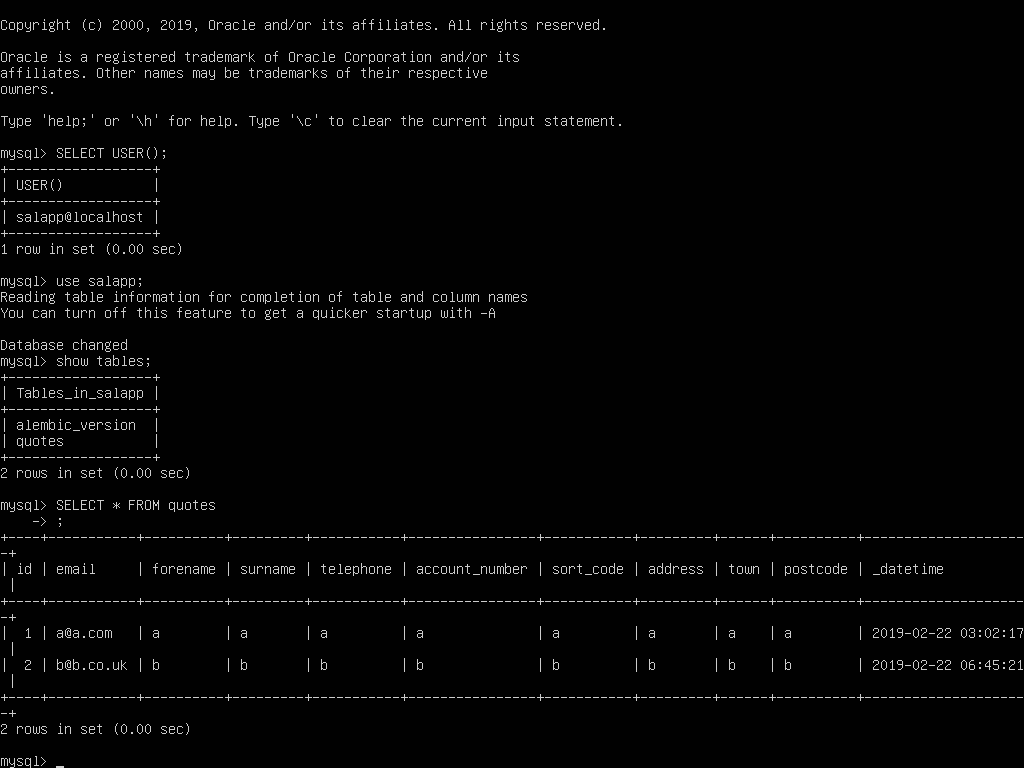 Copyright (c) 2000, 2019, Oracle and/or its affiliates. All rights reserved.
Oracle is a registered trademark of Oracle Corporation and/or its
affiliates. Other names may be trademarks of their respective
owners.
Type 'help;' or '\h' for help. Type '\c' to clear the current input statement.
mysql> SELECT USER();
+------------------+
| USER()           |
+------------------+
| salapp@localhost |
+------------------+
1 row in set (0.00 sec)
mysql> use salapp;
Reading table information for completion of table and column names
You can turn off this feature to get a quicker startup with -A
Database changed
mysql> show tables;
+------------------+
| Tables_in_salapp |
+------------------+
| alembic_version  |
| quotes           |
+------------------+
2 rows in set (0.00 sec)
mysql> SELECT * FROM quotes
    -> ;
+----+-----------+----------+---------+-----------+----------------+-----------+---------+------+----------+--------------------
-+
| id | email     | forename | surname | telephone | account_number | sort_code | address | town | postcode | _datetime
 |
+----+-----------+----------+---------+-----------+----------------+-----------+---------+------+----------+--------------------
-+
|  1 | a@a.com   | a        | a       | a         | a              | a         | a       | a    | a        | 2019-02-22 03:02:17
 |
|  2 | b@b.co.uk | b        | b       | b         | b              | b         | b       | b    | b        | 2019-02-22 06:45:21
 |
+----+-----------+----------+---------+-----------+----------------+-----------+---------+------+----------+--------------------
-+
2 rows in set (0.00 sec)
mysql> _